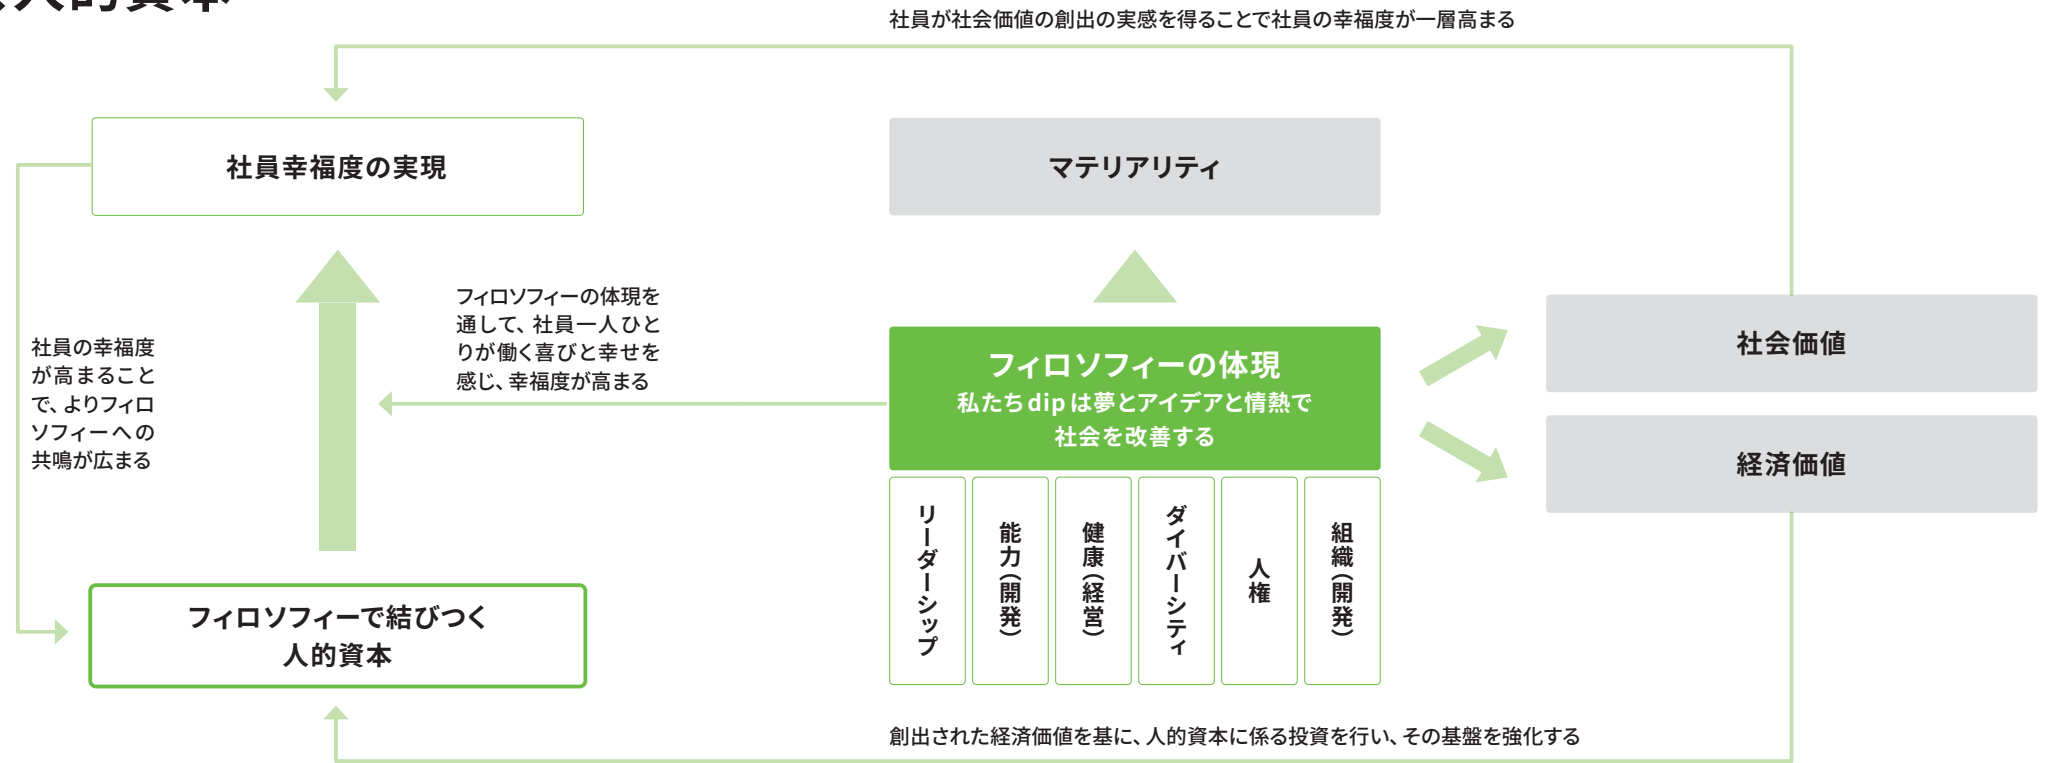 人的資本
社員が社会価値の創出の実感を得ることで社員の幸福度が一層高まる
社員幸福度の実現
マテリアリティ
フィロソフィーの体現を
通して、社員一人ひと
りが働く喜びと幸せを
感じ、幸福度が高まる
社員の幸福度
が高まること
で、よりフィロ
ソフィーへの
共鳴が広まる
フィロソフィーの体現
私たちdipは夢とアイデアと情熱で
社会を改善する
社会価値
経済価値
リーダーシップ
能力（開発）
健康（経営）
ダイバーシティ
人権
組織（開発）
フィロソフィーで結びつく
人的資本
創出された経済価値を基に、人的資本に係る投資を行い、その基盤を強化する